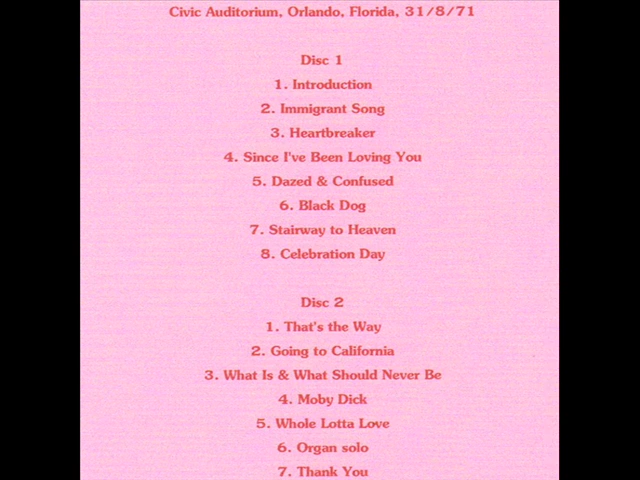 Civic Auditorium, Orlando, Florida, 31/8/71
Disc 1
1. Introduction
2. Immigrant Song
3. Heartbreaker
4. Since I've Been Loving You
5. Dazed & Confused
6. Black Dog
7. Stairway to Heaven
8. Celebration Day
Disc 2
1. That's the Way
2. Going to California
3. What Is & What Should Never Be
4. Moby Dick
5. Whole Lotta Love
6. Organ solo
7. Thank You